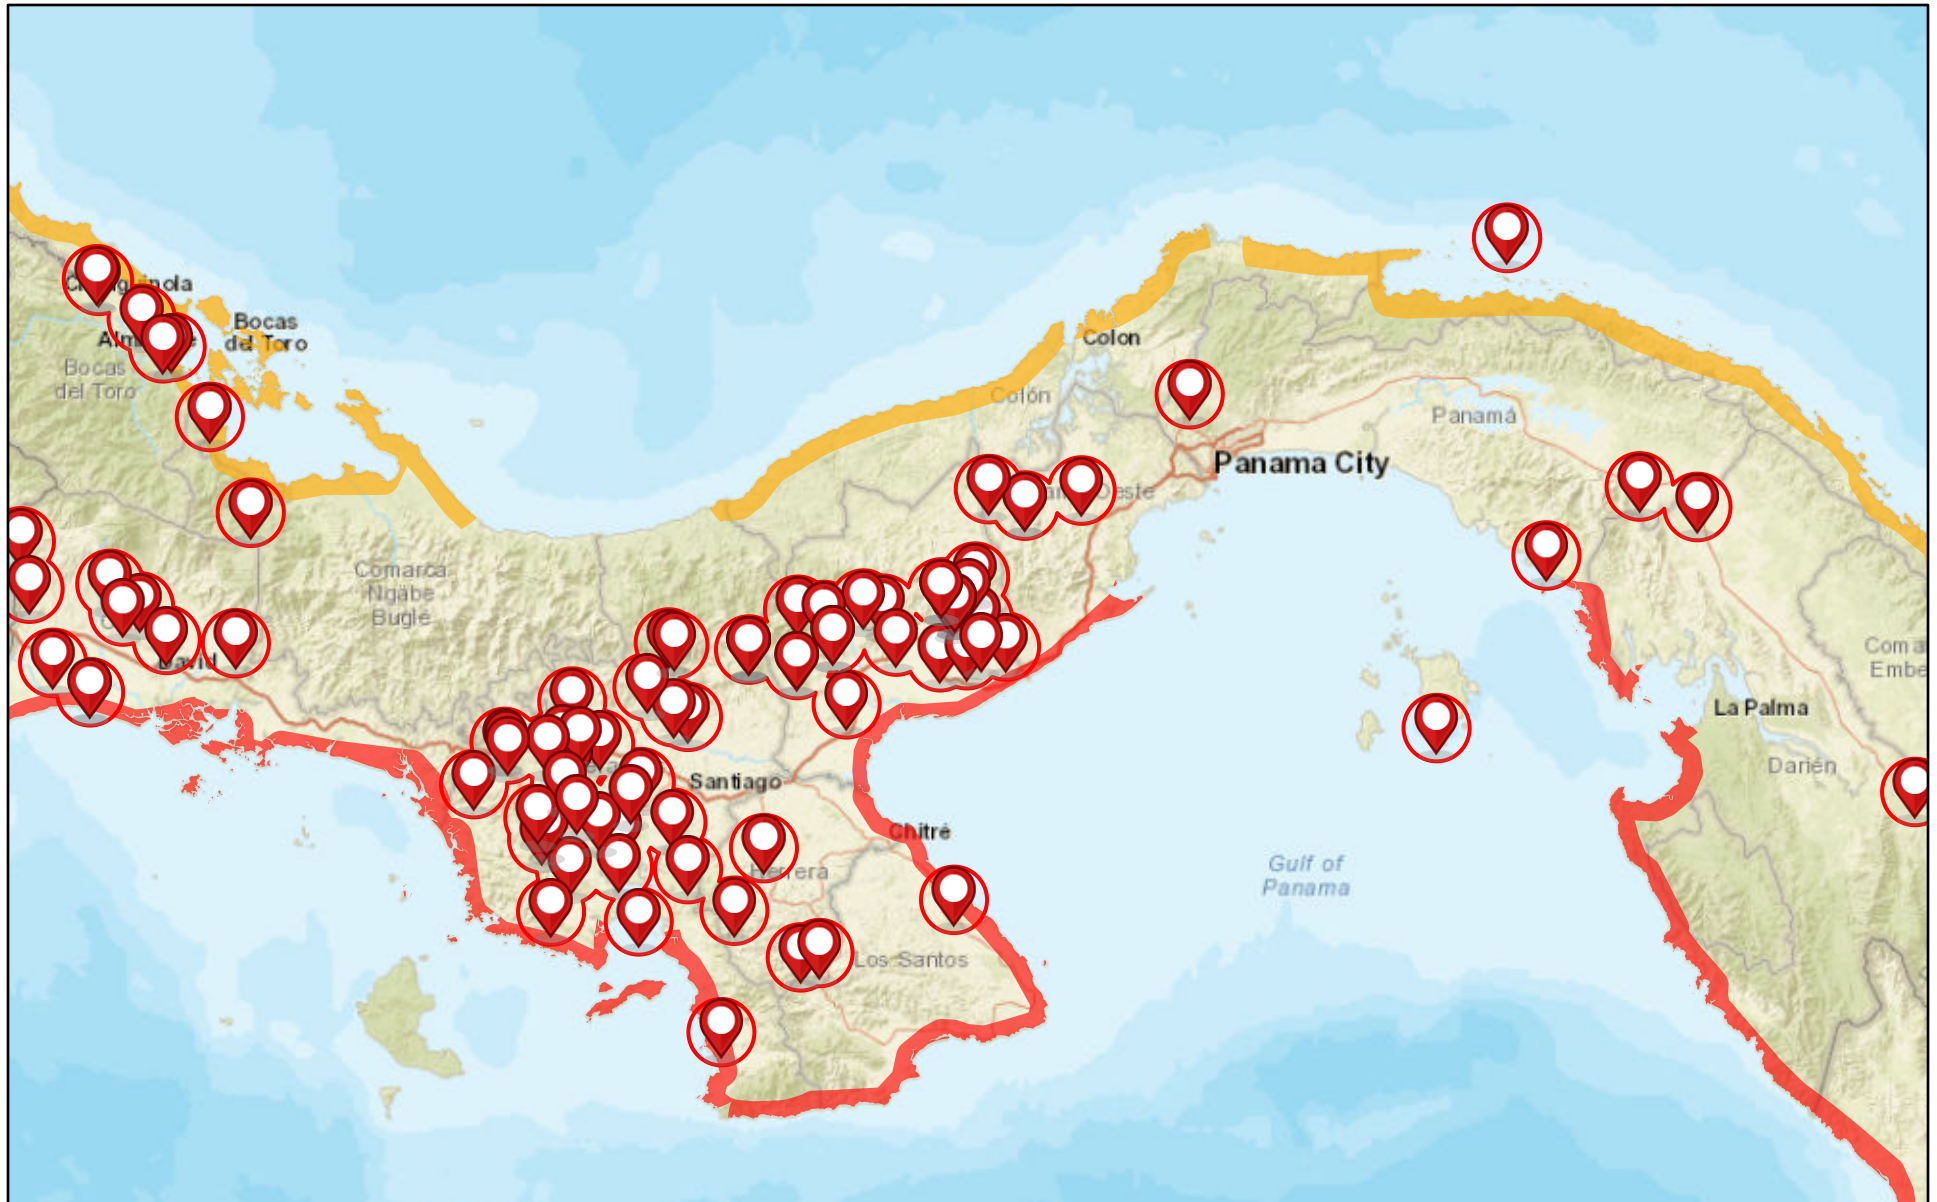 Bocas
del Toro
Bocas
del Toro
Colon
Colón
Panamá
Panama City
Comarca
Ngäbe
Buglé
David
La Palma
Darién
Santiago
Chitré
Herrera
Los Santos
Gulf of
Panama